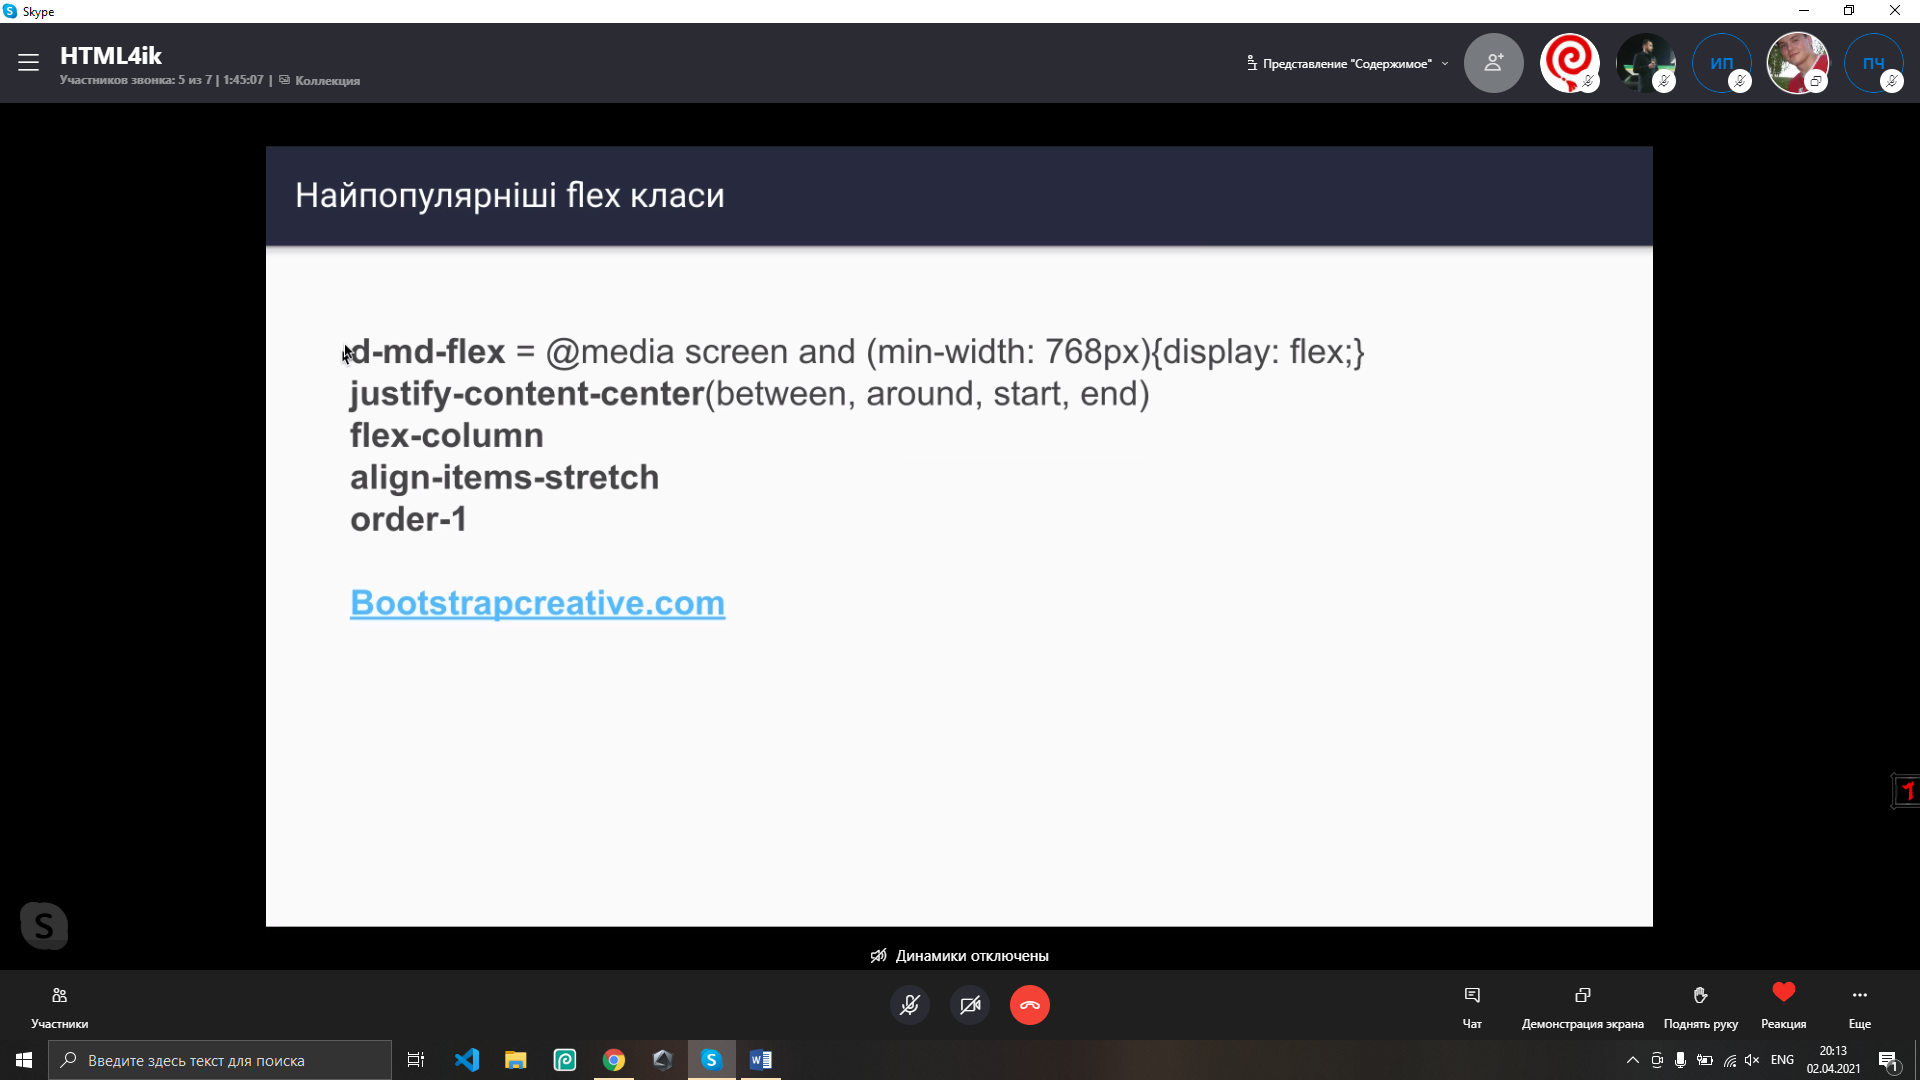 Skype
HTML4ik
Участников звонка: 5 из 7 | 1:45:07 | Коллекция
Представление "Содержимое"
ИП
ПЧ
Найпопулярніші flex класи
d-md-flex = @media screen and (min-width: 768px){display: flex;}
justify-content-center(between, around, start, end)
flex-column
align-items-stretch
order-1
Bootstrapcreative.com
Динамики отключены
Участники
Чат
Демонстрация экрана
Поднять руку
Реакция
Еще
Введите здесь текст для поиска
ENG
20:13
02.04.2021
1